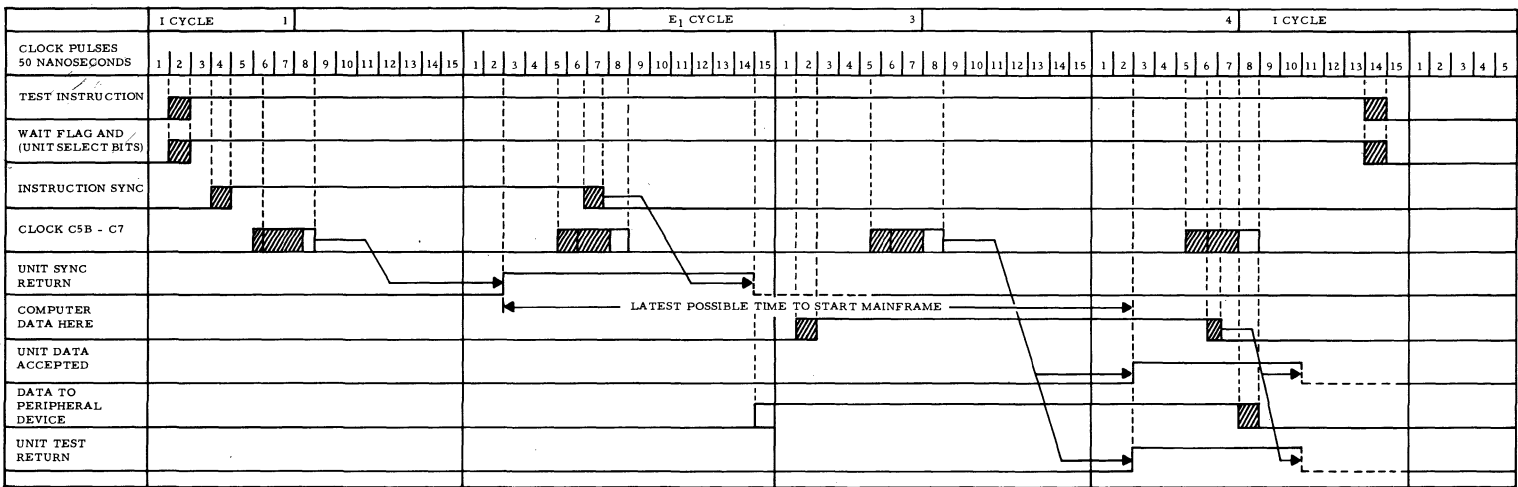 I CYCLE 1 2 E1 CYCLE 3 4 I CYCLE
CLOCK PULSES
50 NANOSECONDS
1 2 3 4 5 6 7 8 9 10 11 12 13 14 15 1 2 3 4 5 6 7 8 9 10 11 12 13 14 15 1 2 3 4 5 6 7 8 9 10 11 12 13 14 15 1 2 3 4 5 6 7 8 9 10 11 12 13 14 15 1 2 3 4 5
TEST INSTRUCTION
WAIT FLAG AND
(UNIT SELECT BITS)
INSTRUCTION SYNC
CLOCK C5B - C7
UNIT SYNC
RETURN
LATEST POSSIBLE TIME TO START MAINFRAME
COMPUTER
DATA HERE
UNIT DATA
ACCEPTED
DATA TO
PERIPHERAL
DEVICE
UNIT TEST
RETURN